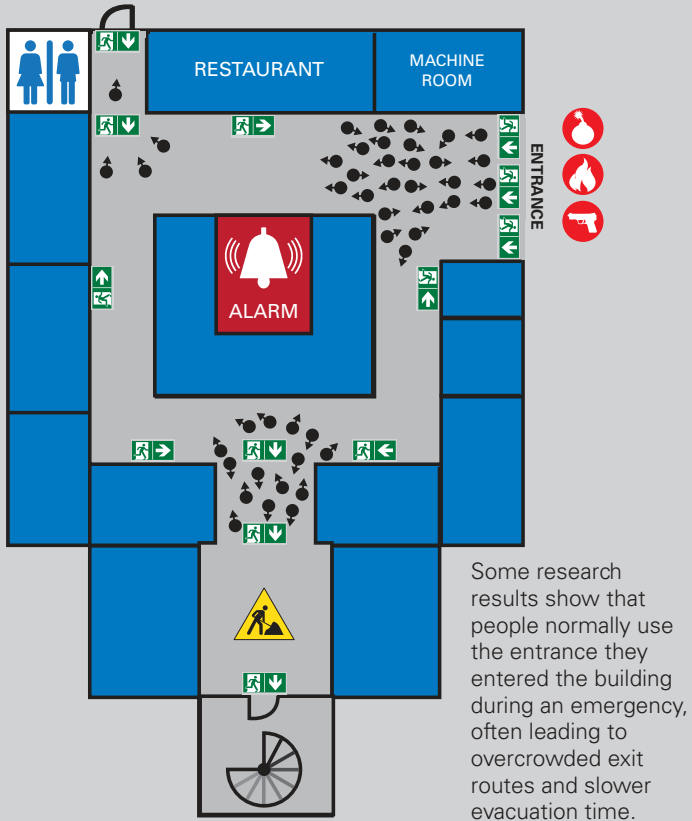 RESTAURANT
MACHINE
ROOM
ENTRANCE
ALARM
Some research
results show that
people normally use
the entrance they
entered the building
during an emergency,
often leading to
overcrowded exit
routes and slower
evacuation time.